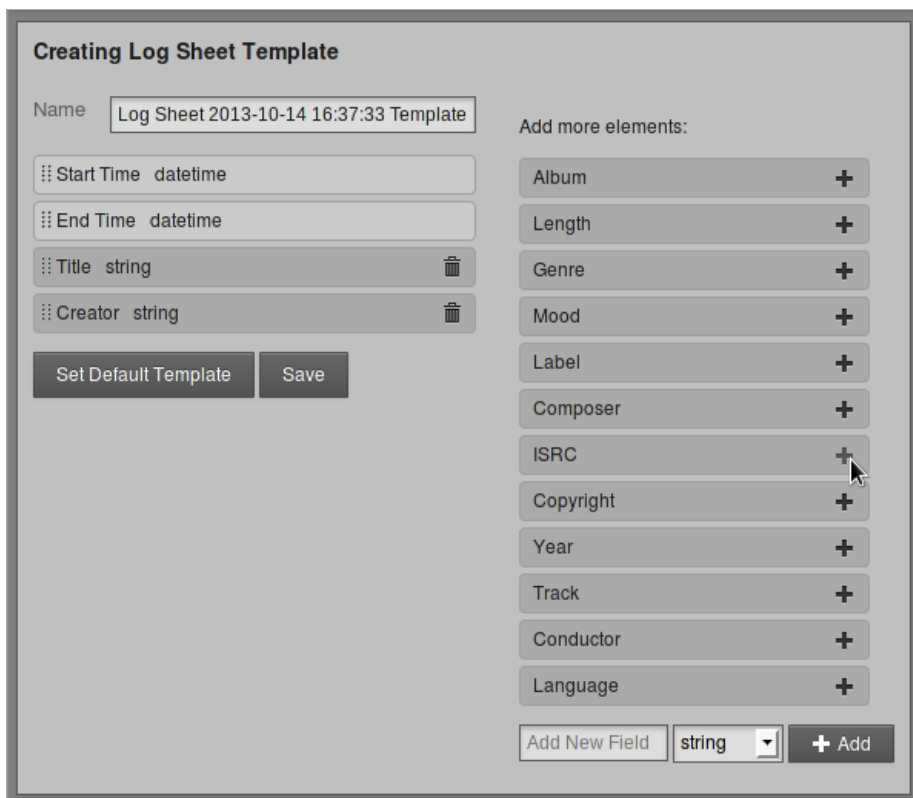 Creating Log Sheet Template
Name
Log Sheet 2013-10-14 16:37:33 Template
Start Time datetime
End Time datetime
Title string
Creator string
Set Default Template
Save
Add more elements:
Album
Length
Genre
Mood
Label
Composer
ISRC
Copyright
Year
Track
Conductor
Language
Add New Field
string
Add